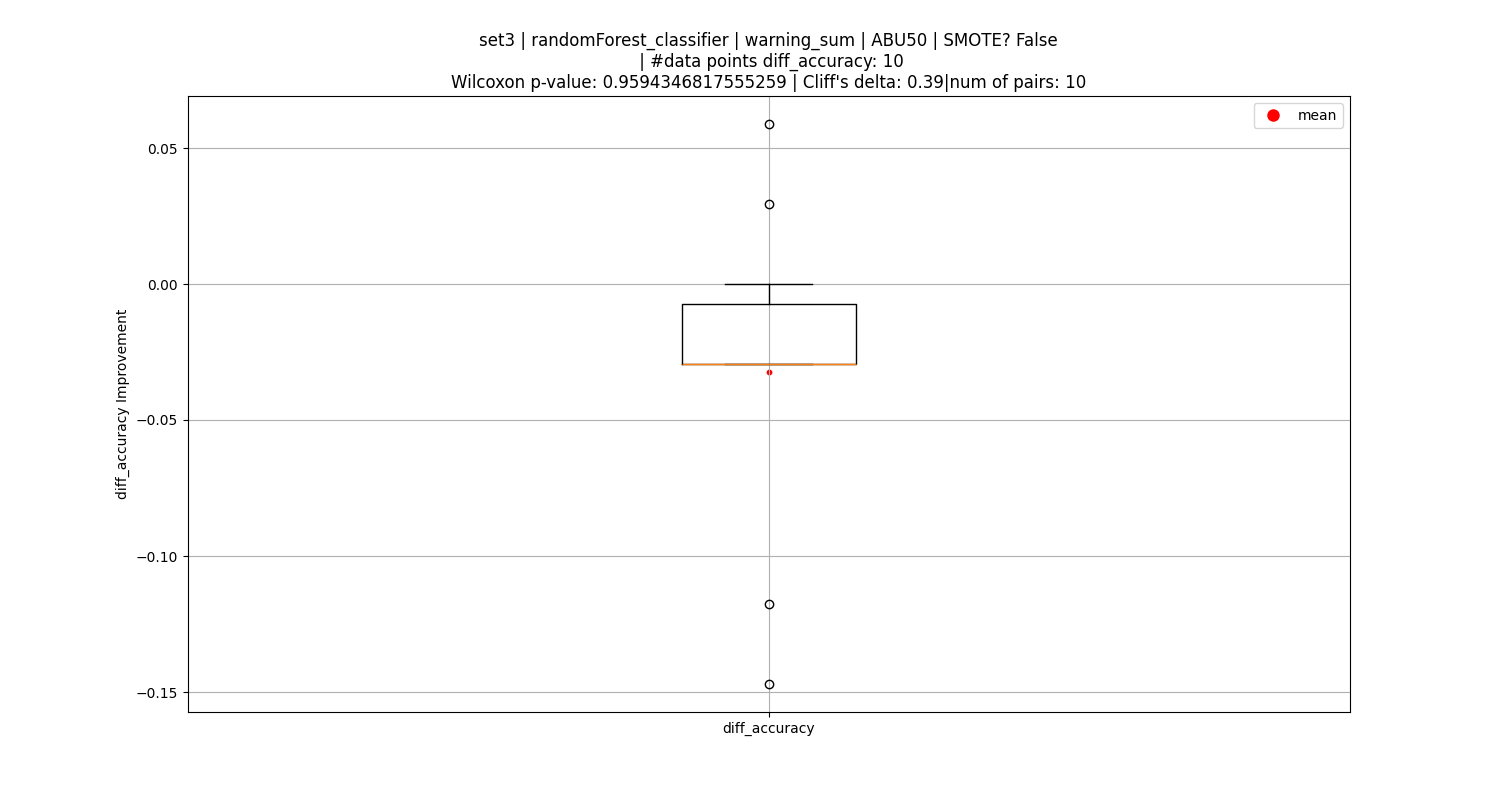 set3 | randomForest_classifier | warning_sum | ABU50 | SMOTE? False
| #data points diff_accuracy: 10
Wilcoxon p-value: 0.9594346817555259 | Cliff's delta: 0.39|num of pairs: 10
mean
0.05
0.00
−0.05
−0.10
−0.15
diff_accuracy Improvement
diff_accuracy